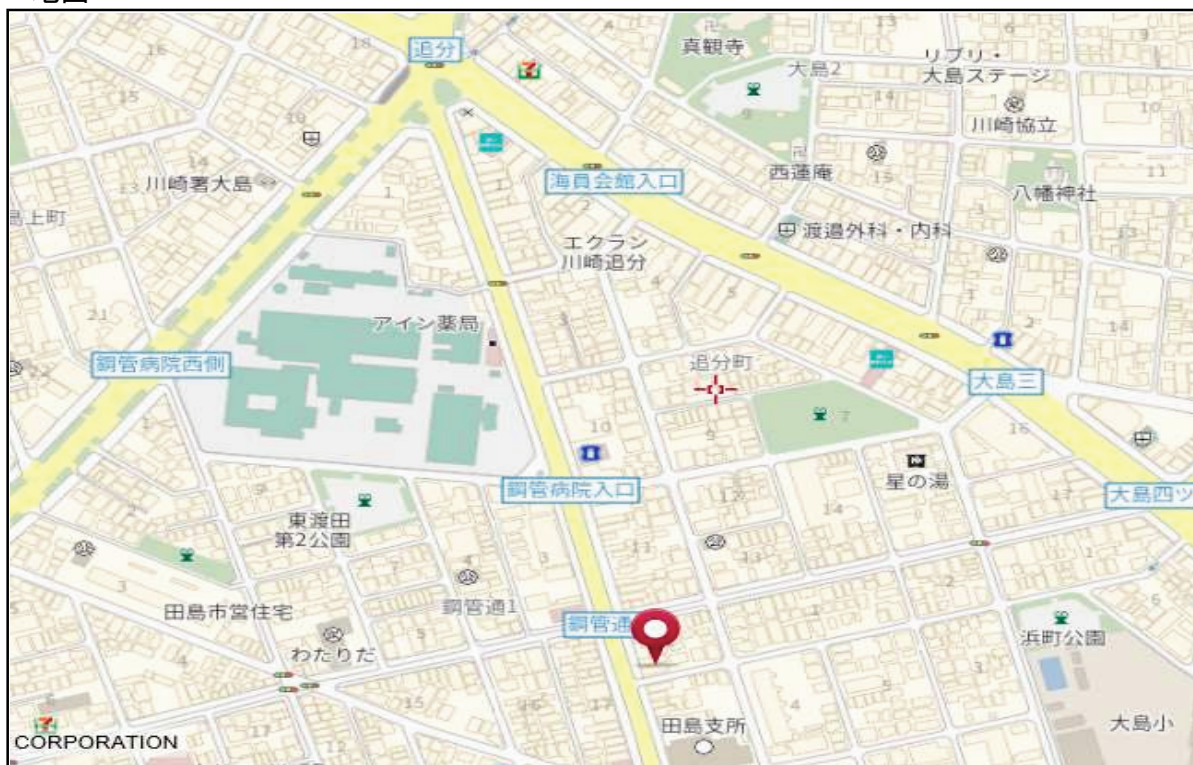 追分
真観寺
大島2
リブリ・
大島ステージ
川崎協立
川崎署大島
島上町
海員会館入口
西蓮庵
八幡神社
渡邉外科・内科
エクラン
川崎追分
アイン薬局
鋼管病院西側
追分町
大島三
鋼管病院入口
星の湯
大島四ツ
東渡田
第2公園
田島市営住宅
鋼管通1
鋼管通
わたりだ
浜町公園
田島支所
大島小
CORPORATION